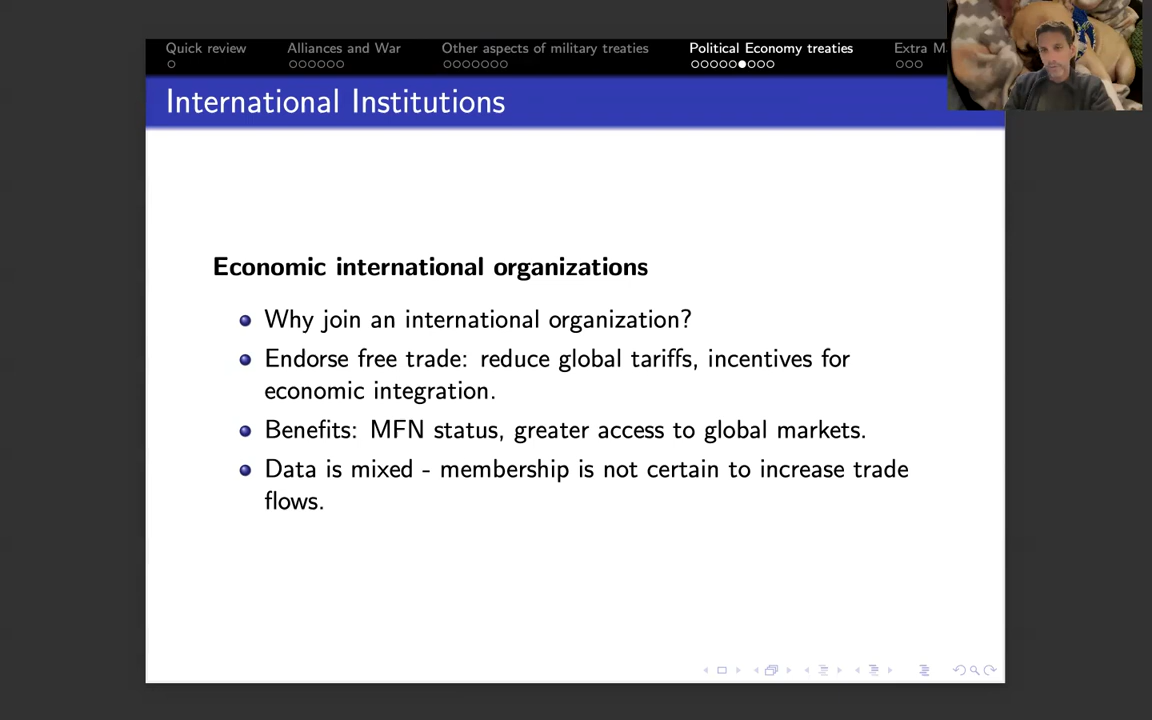 Quick review
Alliances and War
Other aspects of military treaties
Political Economy treaties
Extra M
International Institutions
Economic international organizations
Why join an international organization?
Endorse free trade: reduce global tariffs, incentives for
economic integration.
Benefits: MFN status, greater access to global markets.
Data is mixed - membership is not certain to increase trade
flows.